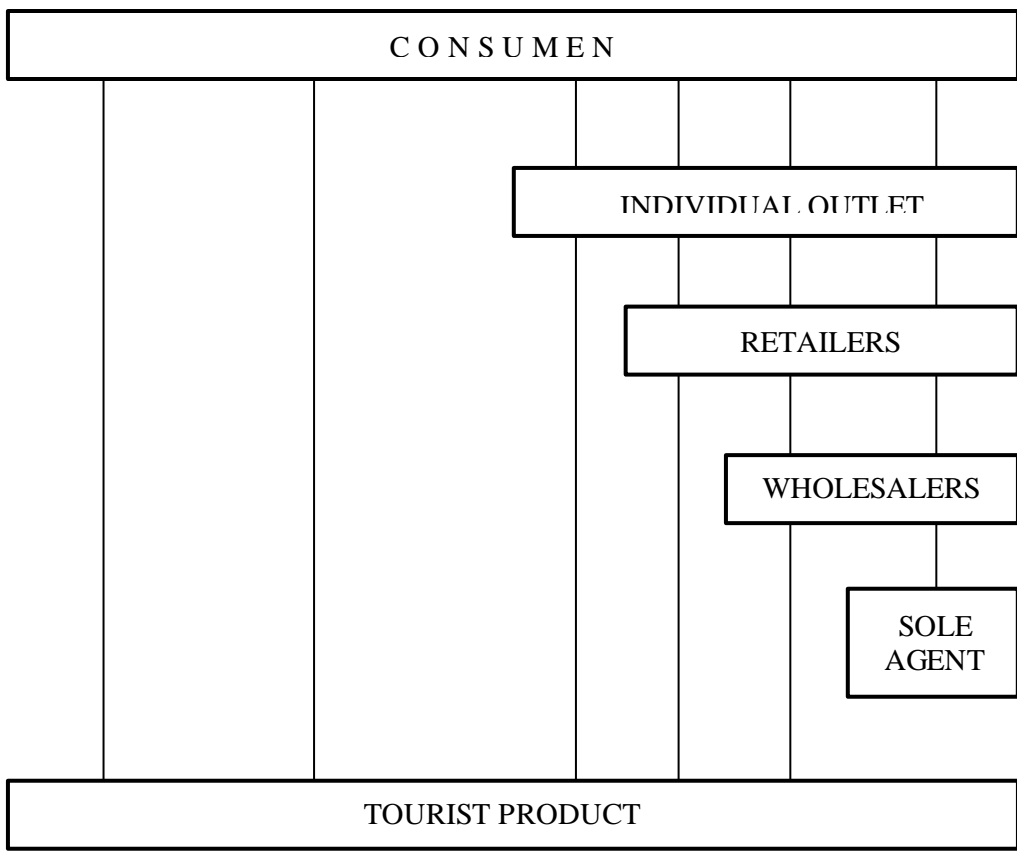 C O N S U M E N
INDIVIDUAL OUTLET
RETAILERS
WHOLESALERS
SOLE
AGENT
TOURIST PRODUCT